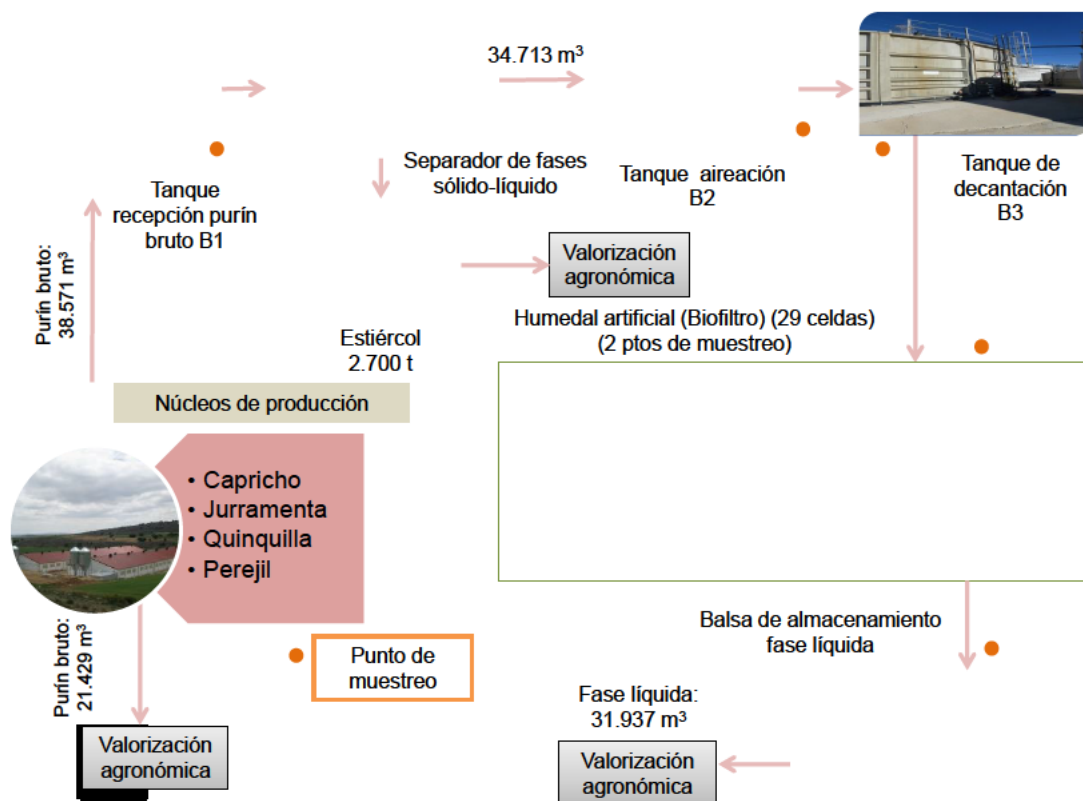 34.713 m³
Separador de fases
sólido-líquido
Tanque aireación
B2
Tanque de
decantación
B3
Tanque
recepción purín
bruto B1
Purín bruto:
38.571 m³
Valorización
agronómica
Humedal artificial (Biofiltro) (29 celdas)
(2 ptos de muestreo)
Estiércol
2.700 t
Núcleos de producción
• Capricho
• Jurramenta
• Quinquilla
• Perejil
Purín bruto:
21.429 m³
Punto de
muestreo
Balsa de almacenamiento
fase líquida
Fase líquida:
31.937 m³
Valorización
agronómica
Valorización
agronómica